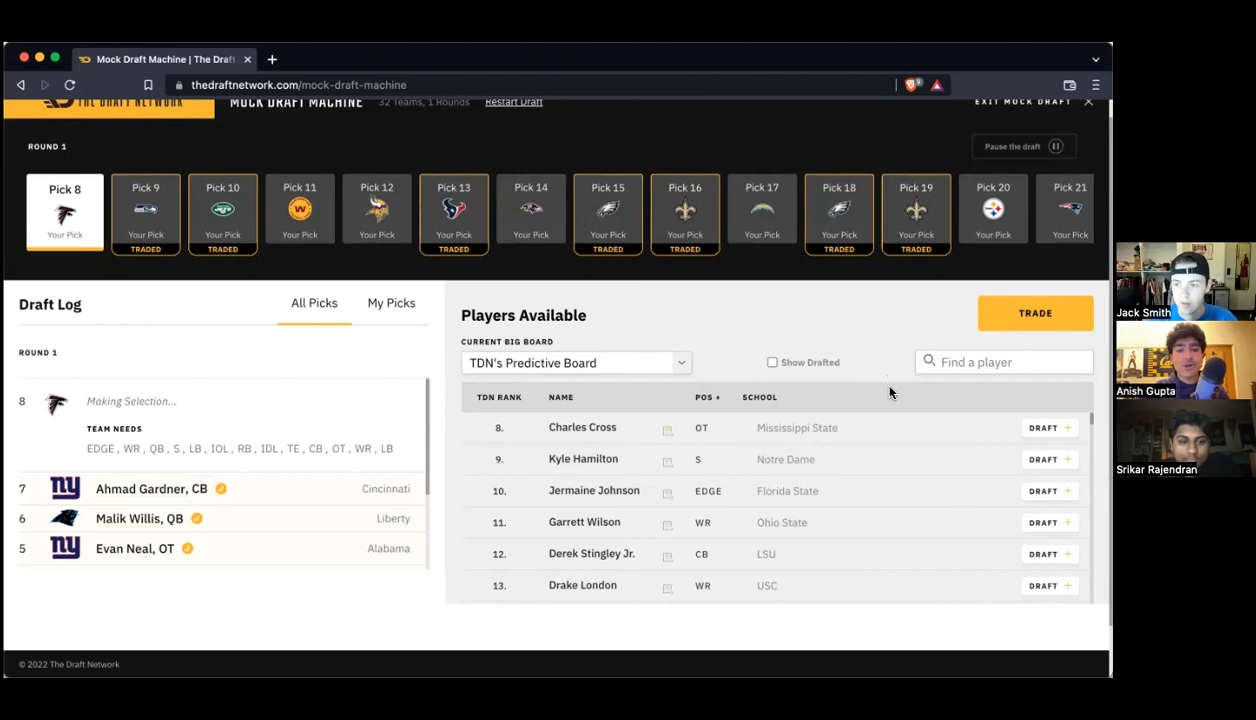 Mock Draft Machine | The Draft
thedraftnetwork.com/mock-draft-machine
THE DRAFT NETWORK
MOCK DRAFT MACHINE
32 Teams, 1 Rounds
Restart Draft
EXIT MOCK DRAFT
ROUND 1
Pause the draft
Pick 8 Pick 9 Pick 10 Pick 11 Pick 12 Pick 13 Pick 14 Pick 15 Pick 16 Pick 17 Pick 18 Pick 19 Pick 20 Pick 21
Your Pick Your Pick Your Pick Your Pick Your Pick Your Pick Your Pick Your Pick Your Pick Your Pick Your Pick Your Pick Your Pick Your Pick
TRADED TRADED TRADED TRADED TRADED TRADED TRADED
Draft Log
All Picks
My Picks
ROUND 1
8 Making Selection...
TEAM NEEDS
EDGE, WR, QB, S, LB, IOL, RB, IDL, TE, CB, OT, WR, LB
7 ny Ahmad Gardner, CB Cincinnati
6 Malik Willis, QB Liberty
5 ny Evan Neal, OT Alabama
Players Available
TRADE
CURRENT BIG BOARD
TDN's Predictive Board
Show Drafted
Find a player
TDN RANK NAME POS + SCHOOL
8. Charles Cross OT Mississippi State DRAFT +
9. Kyle Hamilton S Notre Dame DRAFT +
10. Jermaine Johnson EDGE Florida State DRAFT +
11. Garrett Wilson WR Ohio State DRAFT +
12. Derek Stingley Jr. CB LSU DRAFT +
13. Drake London WR USC DRAFT +
© 2022 The Draft Network
Jack Smith
Anish Gupta
Srikar Rajendran